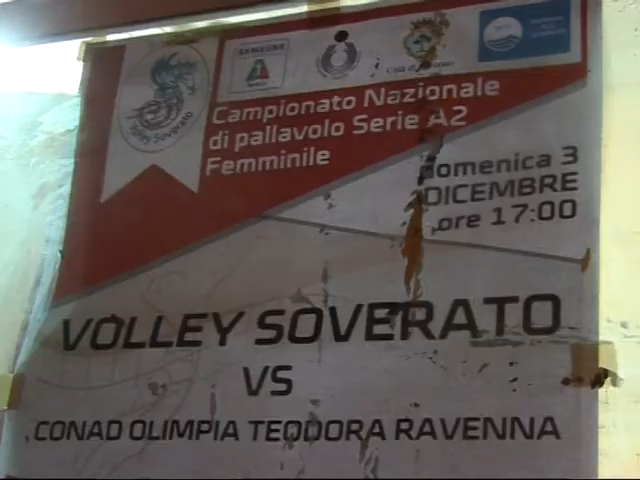 Volley Soverato
Campionato Nazionale
di pallavolo Serie A2
Femminile
domenica 3
DICEMBRE
ore 17:00
VOLLEY SOVERATO
VS
CONAD OLIMPIA TEODORA RAVENNA